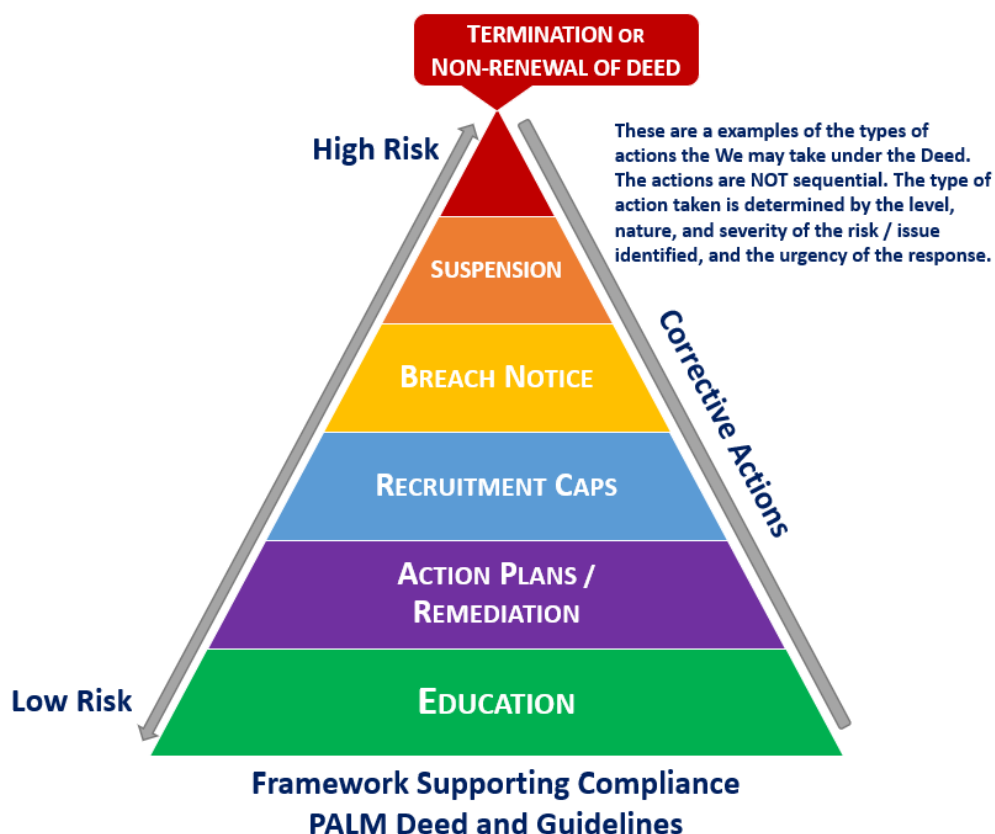 TERMINATION OR
NON-RENEWAL OF DEED
High Risk
These are a examples of the types of
actions the We may take under the Deed.
The actions are NOT sequential. The type of
action taken is determined by the level,
nature, and severity of the risk / issue
identified, and the urgency of the response.
SUSPENSION
BREACH NOTICE
Corrective Actions
RECRUITMENT CAPS
ACTION PLANS /
REMEDIATION
Low Risk
EDUCATION
Framework Supporting Compliance
PALM Deed and Guidelines